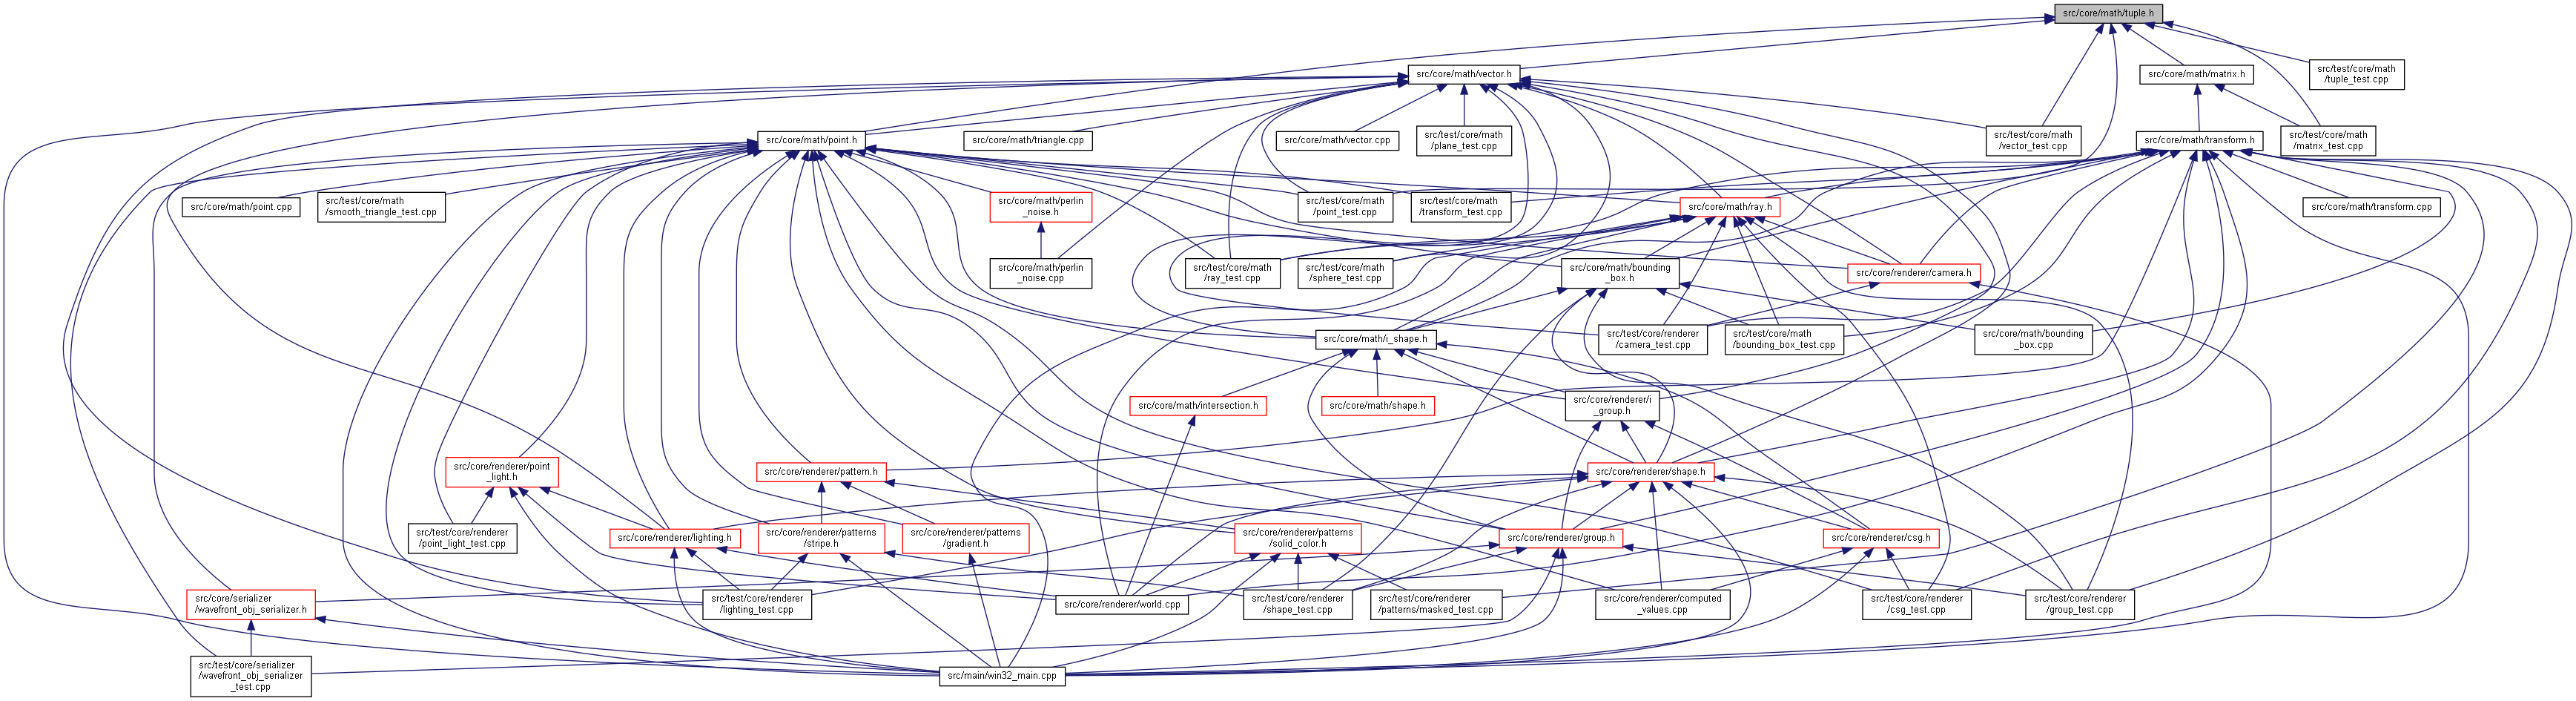 src/core/math/tuple.h
src/core/math/vector.h
src/core/math/matrix.h
src/test/core/math
/tuple_test.cpp
src/core/math/point.h
src/core/math/triangle.cpp
src/core/math/vector.cpp
src/test/core/math
/plane_test.cpp
src/test/core/math
/vector_test.cpp
src/core/math/transform.h
src/test/core/math
/matrix_test.cpp
src/core/math/point.cpp
src/test/core/math
/smooth_triangle_test.cpp
src/core/math/perlin
_noise.h
src/test/core/math
/point_test.cpp
src/test/core/math
/transform_test.cpp
src/core/math/ray.h
src/core/math/transform.cpp
src/core/math/perlin
_noise.cpp
src/test/core/math
/ray_test.cpp
src/test/core/math
/sphere_test.cpp
src/core/math/bounding
_box.h
src/core/renderer/camera.h
src/core/math/i_shape.h
src/test/core/renderer
/camera_test.cpp
src/test/core/math
/bounding_box_test.cpp
src/core/math/bounding
_box.cpp
src/core/math/intersection.h
src/core/math/shape.h
src/core/renderer/i
_group.h
src/core/renderer/point
_light.h
src/core/renderer/pattern.h
src/core/renderer/shape.h
src/test/core/renderer
/point_light_test.cpp
src/core/renderer/lighting.h
src/core/renderer/patterns
/stripe.h
src/core/renderer/patterns
/gradient.h
src/core/renderer/patterns
/solid_color.h
src/core/renderer/group.h
src/core/renderer/csg.h
src/core/serializer
/wavefront_obj_serializer.h
src/test/core/renderer
/lighting_test.cpp
src/core/renderer/world.cpp
src/test/core/renderer
/shape_test.cpp
src/test/core/renderer
/patterns/masked_test.cpp
src/core/renderer/computed
_values.cpp
src/test/core/renderer
/csg_test.cpp
src/test/core/renderer
/group_test.cpp
src/test/core/serializer
/wavefront_obj_serializer
_test.cpp
src/main/win32_main.cpp